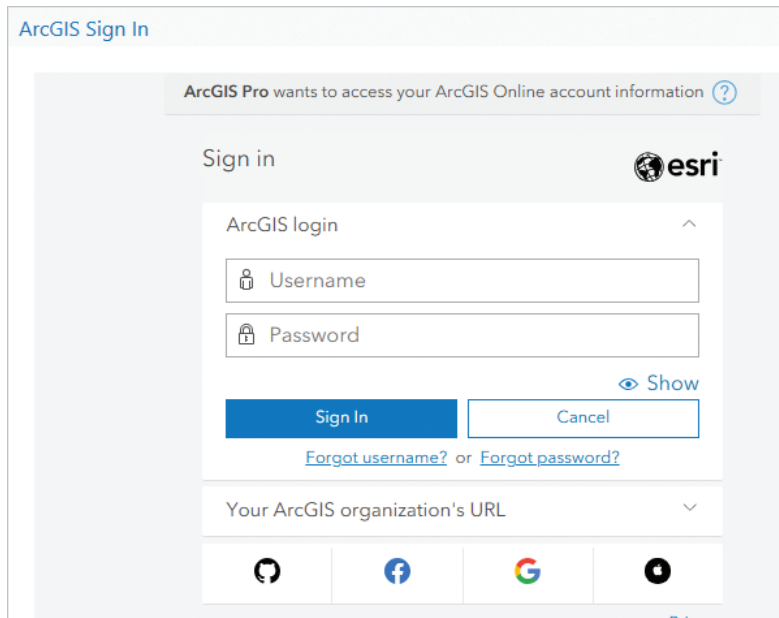 ArcGIS Sign In
ArcGIS Pro wants to access your ArcGIS Online account information ?
Sign in
esri
ArcGIS login
Username
Password
Show
Sign In Cancel
Forgot username? or Forgot password?
Your ArcGIS organization's URL